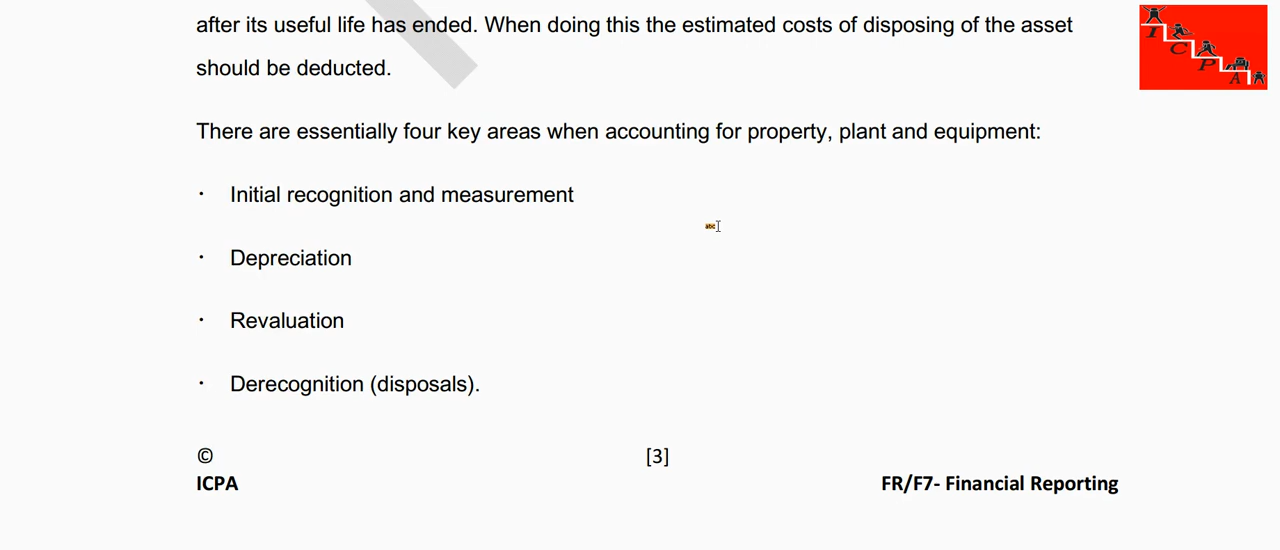 after its useful life has ended. When doing this the estimated costs of disposing of the asset
should be deducted.
There are essentially four key areas when accounting for property, plant and equipment:
· Initial recognition and measurement
abc
· Depreciation
· Revaluation
· Derecognition (disposals).
© [3]
ICPA FR/F7- Financial Reporting
I C P A